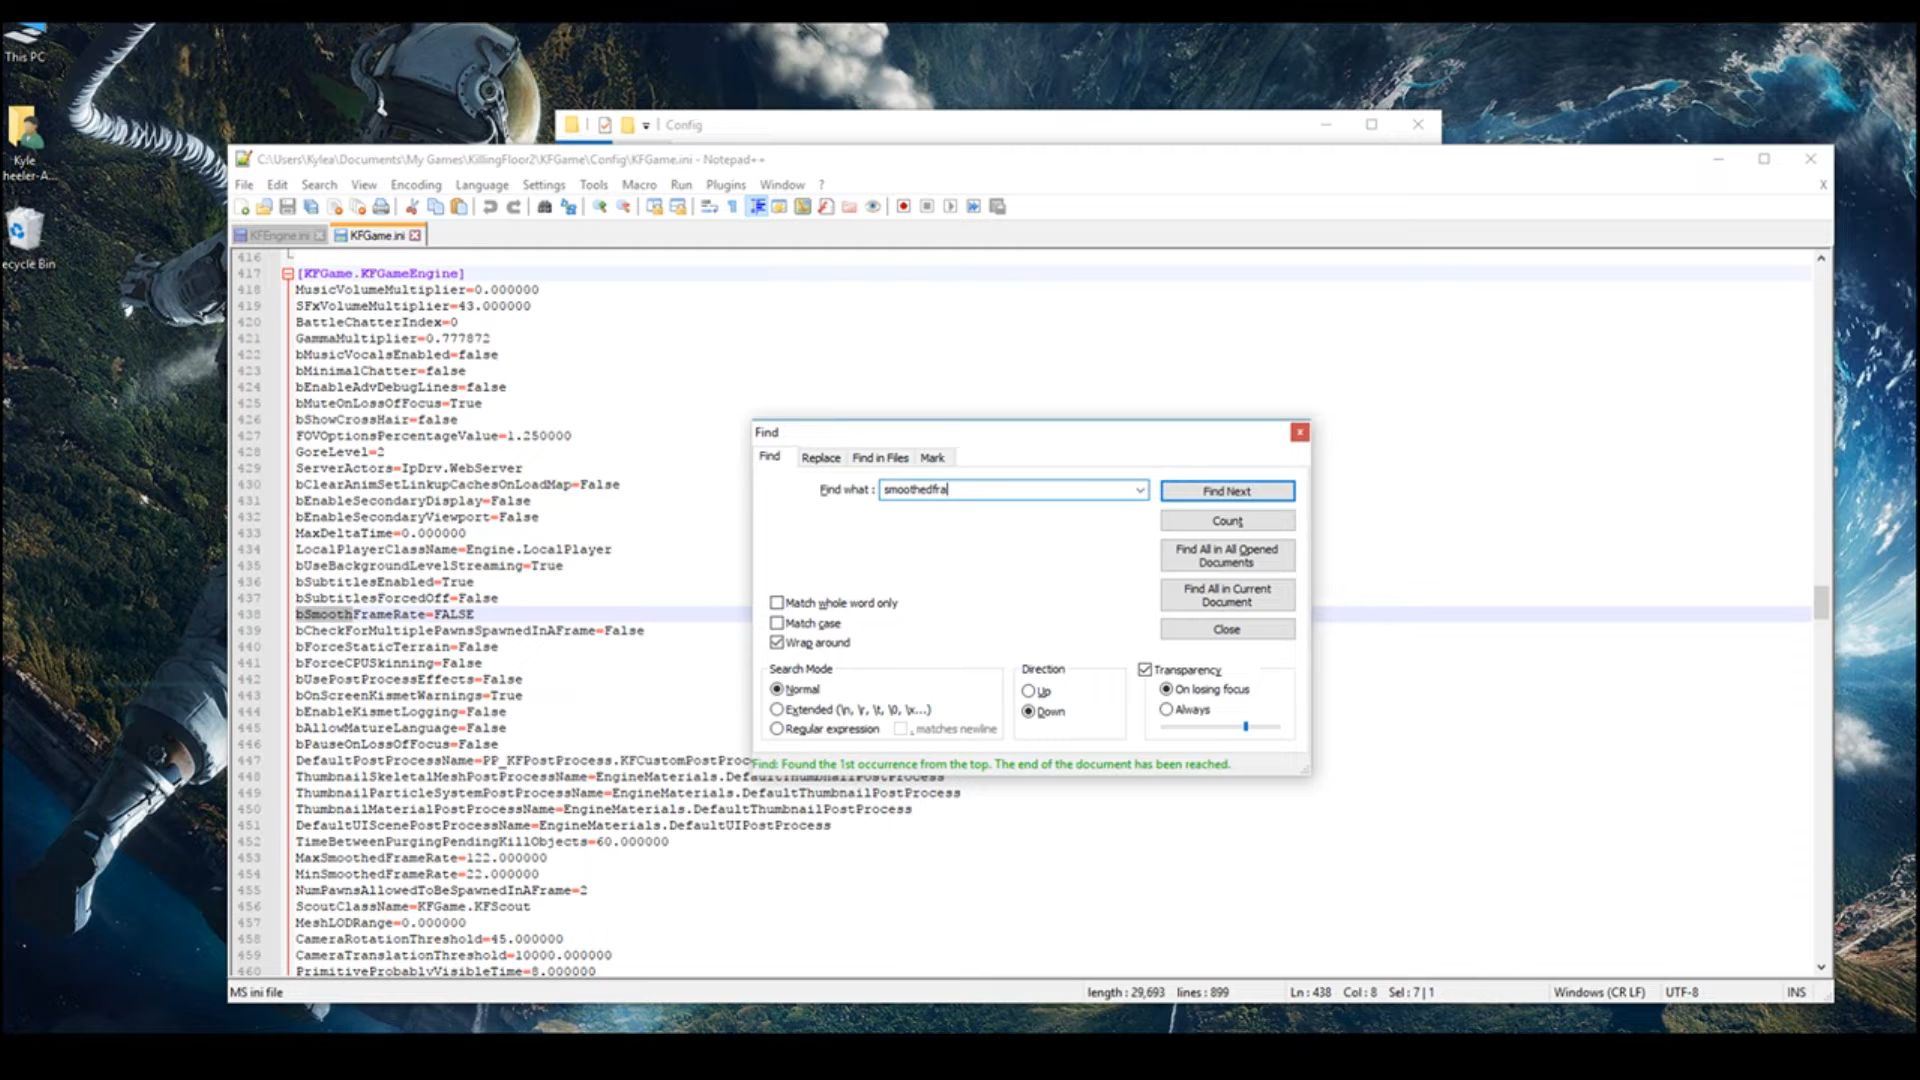 This PC
Kyle
heeler-A...
ecycle Bin
Config
C:\Users\Kylea\Documents\My Games\KillingFloor2\KFGame\Config\KFGame.ini - Notepad++
File Edit Search View Encoding Language Settings Tools Macro Run Plugins Window ?
X
KFEngine.ini KFGame.ini
416
417 [KFGame.KFGameEngine]
418 MusicVolumeMultiplier=0.000000
419 SFxVolumeMultiplier=43.000000
420 BattleChatterIndex=0
421 GammaMultiplier=0.777872
422 bMusicVocalsEnabled=false
423 bMinimalChatter=false
424 bEnableAdvDebugLines=false
425 bMuteOnLossOfFocus=True
426 bShowCrossHair=false
427 FOVOptionsPercentageValue=1.250000
428 GoreLevel=2
429 ServerActors=IpDrv.WebServer
430 bClearAnimSetLinkupCachesOnLoadMap=False
431 bEnableSecondaryDisplay=False
432 bEnableSecondaryViewport=False
433 MaxDeltaTime=0.000000
434 LocalPlayerClassName=Engine.LocalPlayer
435 bUseBackgroundLevelStreaming=True
436 bSubtitlesEnabled=True
437 bSubtitlesForcedOff=False
438 bSmoothFrameRate=FALSE
439 bCheckForMultiplePawnsSpawnedInAFrame=False
440 bForceStaticTerrain=False
441 bForceCPUSkinning=False
442 bUsePostProcessEffects=False
443 bOnScreenKismetWarnings=True
444 bEnableKismetLogging=False
445 bAllowMatureLanguage=False
446 bPauseOnLossOfFocus=False
447 DefaultPostProcessName=PP_KFPostProcess.KFCustomPostProc
448 ThumbnailSkeletalMeshPostProcessName=EngineMaterials.DefaultThumbnailPostProcess
449 ThumbnailParticleSystemPostProcessName=EngineMaterials.DefaultThumbnailPostProcess
450 ThumbnailMaterialPostProcessName=EngineMaterials.DefaultThumbnailPostProcess
451 DefaultUIScenePostProcessName=EngineMaterials.DefaultUIPostProcess
452 TimeBetweenPurgingPendingKillObjects=60.000000
453 MaxSmoothedFrameRate=122.000000
454 MinSmoothedFrameRate=22.000000
455 NumPawnsAllowedToBeSpawnedInAFrame=2
456 ScoutClassName=KFGame.KFScout
457 MeshLODRange=0.000000
458 CameraRotationThreshold=45.000000
459 CameraTranslationThreshold=10000.000000
460 PrimitiveProbablyVisibleTime=8.000000
Find
Find Replace Find in Files Mark
Find what : smoothedfra
Find Next
Count
Find All in All Opened
Documents
Find All in Current
Document
Close
Match whole word only
Match case
Wrap around
Search Mode
Normal
Extended (\n, \r, \t, \0, \x...)
Regular expression . matches newline
Direction
Up
Down
Transparency
On losing focus
Always
Find: Found the 1st occurrence from the top. The end of the document has been reached.
MS ini file length : 29,693 lines : 899 Ln : 438 Col : 8 Sel : 7 | 1 Windows (CR LF) UTF-8 INS